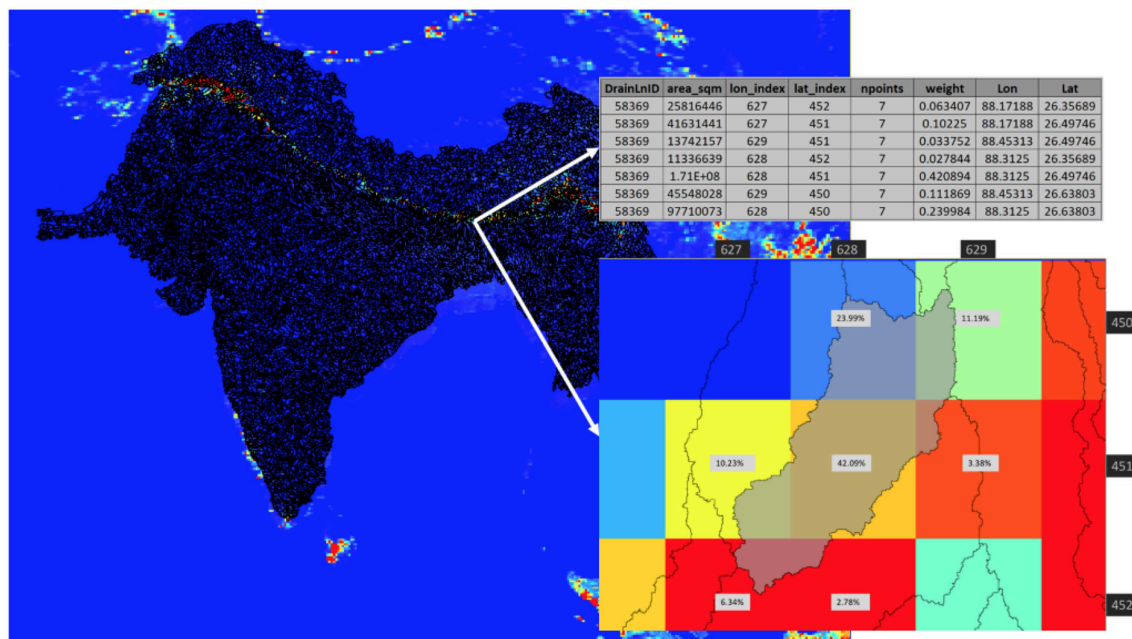 DrainLnID area_sqm lon_index lat_index npoints weight Lon Lat
58369 25816446 627 452 7 0.063407 88.17188 26.35689
58369 41631441 627 451 7 0.10225 88.17188 26.49746
58369 13742157 629 451 7 0.033752 88.45313 26.49746
58369 11336639 628 452 7 0.027844 88.3125 26.35689
58369 1.71E+08 628 451 7 0.420894 88.3125 26.49746
58369 45548028 629 450 7 0.111869 88.45313 26.63803
58369 97710073 628 450 7 0.239984 88.3125 26.63803
627 628 629
23.99% 11.19% 450
10.23% 42.09% 3.38% 451
6.34% 2.78% 452